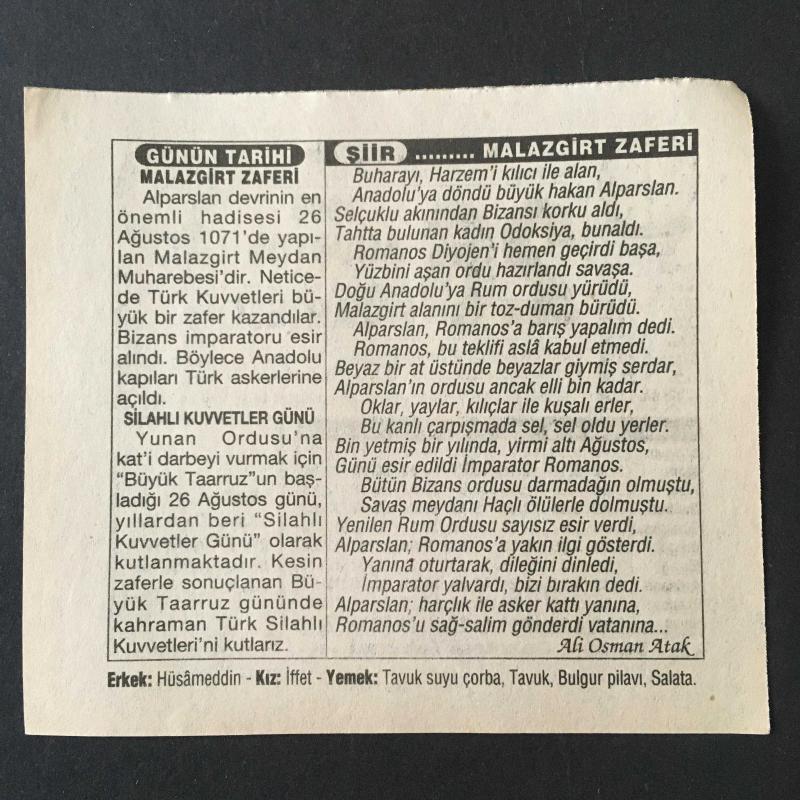 GÜNÜN TARİHİ
MALAZGİRT ZAFERİ
Alparslan devrinin en
önemli hadisesi 26
Ağustos 1071'de yapı-
lan Malazgirt Meydan
Muharebesi'dir. Netice-
de Türk Kuvvetleri bü-
yük bir zafer kazandılar.
Bizans imparatoru esir
alındı. Böylece Anadolu
kapıları Türk askerlerine
açıldı.
SİLAHLI KUVVETLER GÜNÜ
Yunan Ordusu'na
kat'i darbeyi vurmak için
"Büyük Taarruz"un baş-
ladığı 26 Ağustos günü,
yıllardan beri "Silahlı
Kuvvetler Günü" olarak
kutlanmaktadır. Kesin
zaferle sonuçlanan Bü-
yük Taarruz gününde
kahraman Türk Silahlı
Kuvvetleri'ni kutlarız.
ŞİİR ......... MALAZGİRT ZAFERİ
Buharayı, Harzem'i kılıcı ile alan,
Anadolu'ya döndü büyük hakan Alparslan.
Selçuklu akınından Bizansı korku aldı,
Tahtta bulunan kadın Odoksiya, bunaldı.
Romanos Diyojen'i hemen geçirdi başa,
Yüzbini aşan ordu hazırlandı savaşa.
Doğu Anadolu'ya Rum ordusu yürüdü,
Malazgirt alanını bir toz-duman bürüdü.
Alparslan, Romanos'a barış yapalım dedi.
Romanos, bu teklifi aslâ kabul etmedi.
Beyaz bir at üstünde beyazlar giymiş serdar,
Alparslan'ın ordusu ancak elli bin kadar.
Oklar, yaylar, kılıçlar ile kuşalı erler,
Bu kanlı çarpışmada sel, sel oldu yerler.
Bin yetmiş bir yılında, yirmi altı Ağustos,
Günü esir edildi İmparator Romanos.
Bütün Bizans ordusu darmadağın olmuştu,
Savaş meydanı Haçlı ölülerle dolmuştu.
Yenilen Rum Ordusu sayısız esir verdi,
Alparslan; Romanos'a yakın ilgi gösterdi.
Yanına oturtarak, dileğini dinledi,
İmparator yalvardı, bizi bırakın dedi.
Alparslan; harçlık ile asker kattı yanına,
Romanos'u sağ-salim gönderdi vatanına...
Ali Osman Atak
Erkek: Hüsâmeddin - Kız: İffet - Yemek: Tavuk suyu çorba, Tavuk, Bulgur pilavı, Salata.